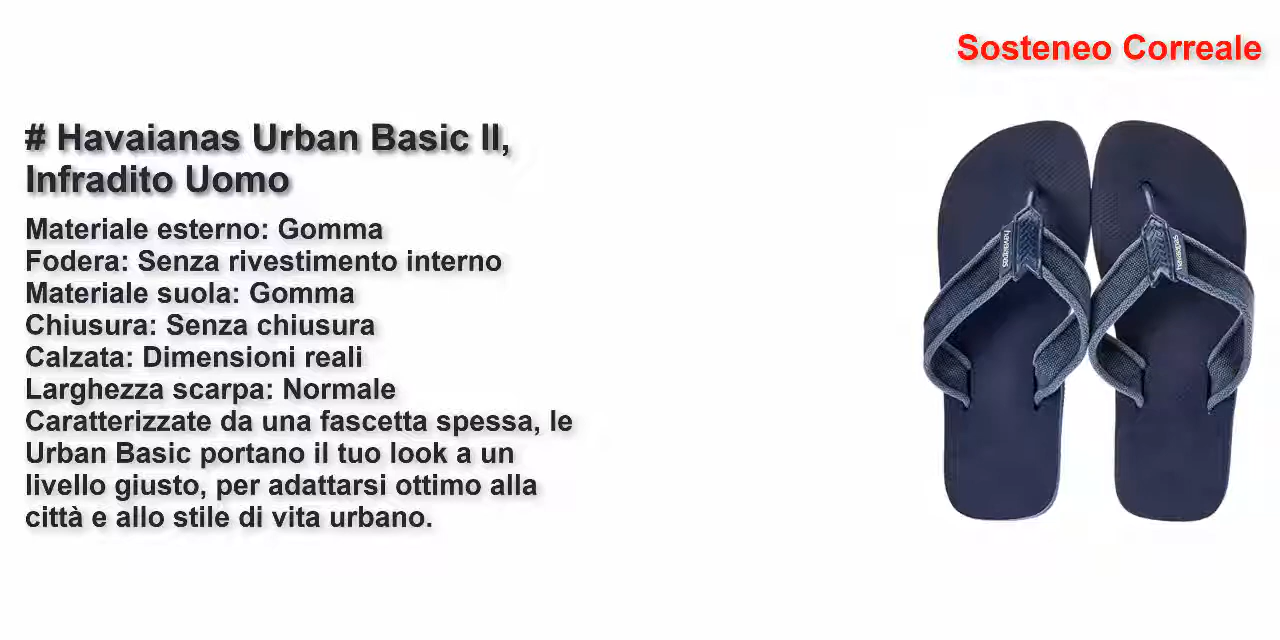 Sosteneo Correale
# Havaianas Urban Basic II,
Infradito Uomo
Materiale esterno: Gomma
Fodera: Senza rivestimento interno
Materiale suola: Gomma
Chiusura: Senza chiusura
Calzata: Dimensioni reali
Larghezza scarpa: Normale
Caratterizzate da una fascetta spessa, le
Urban Basic portano il tuo look a un
livello giusto, per adattarsi ottimo alla
città e allo stile di vita urbano.
havaianas
havaianas